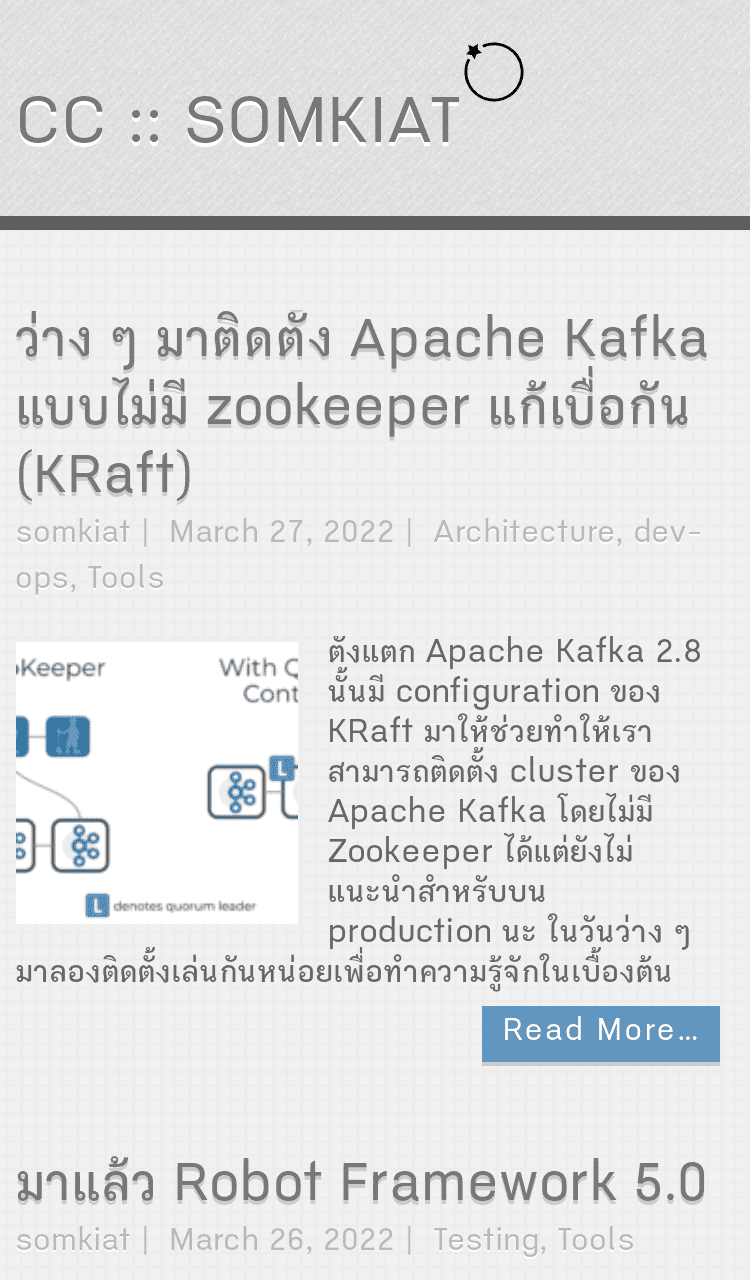 CC :: SOMKIAT
ว่าง ๆ มาติดตั้ง Apache Kafka
แบบไม่มี zookeeper แก้เบื่อกัน
(KRaft)
somkiat | March 27, 2022 | Architecture, dev-
ops, Tools
oKeeper
With Q
Cont
L
L denotes quorum leader
ตั้งแตก Apache Kafka 2.8
นั้นมี configuration ของ
KRaft มาให้ช่วยทำให้เรา
สามารถติดตั้ง cluster ของ
Apache Kafka โดยไม่มี
Zookeeper ได้แต่ยังไม่
แนะนำสำหรับบน
production นะ ในวันว่าง ๆ
มาลองติดตั้งเล่นกันหน่อยเพื่อทำความรู้จักในเบื้องต้น
Read More…
มาแล้ว Robot Framework 5.0
somkiat | March 26, 2022 | Testing, Tools